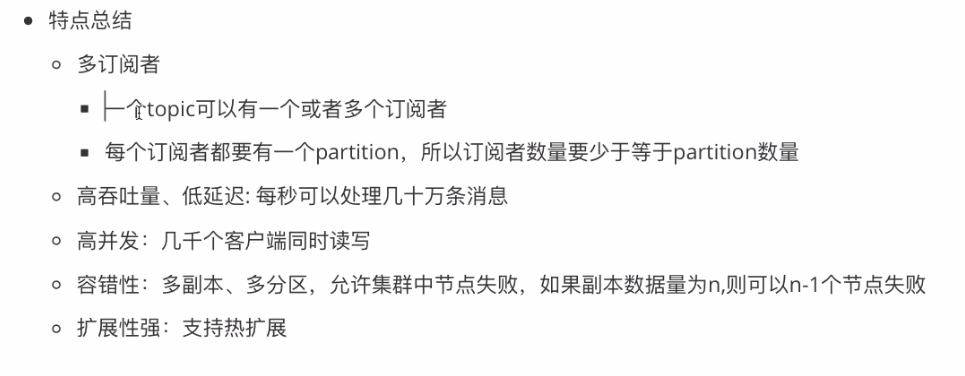 特点总结
多订阅者
一个topic可以有一个或者多个订阅者
每个订阅者都要有一个partition，所以订阅者数量要少于等于partition数量
高吞吐量、低延迟: 每秒可以处理几十万条消息
高并发：几千个客户端同时读写
容错性：多副本、多分区，允许集群中节点失败，如果副本数据量为n,则可以n-1个节点失败
扩展性强：支持热扩展